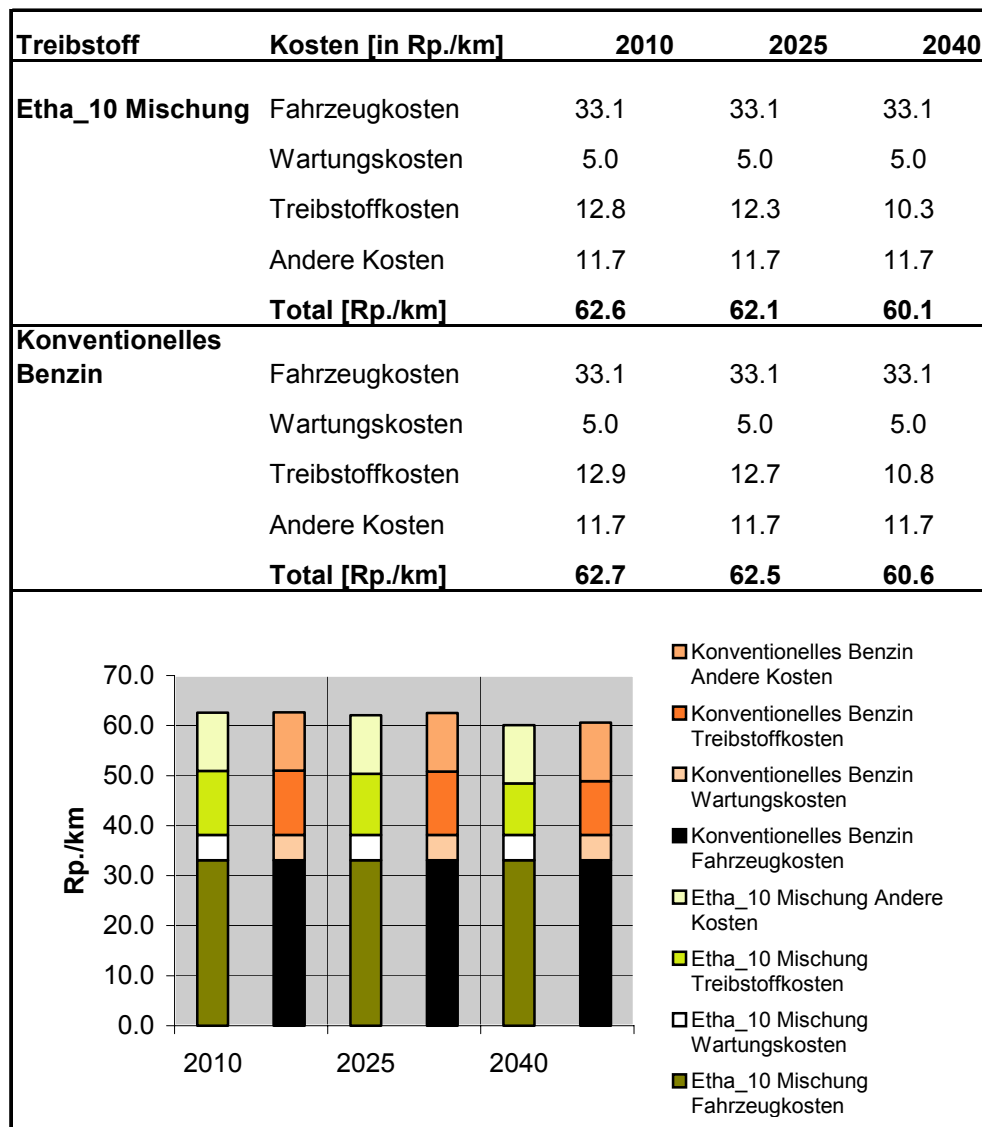 Treibstoff Kosten [in Rp./km] 2010 2025 2040
Etha_10 Mischung Fahrzeugkosten 33.1 33.1 33.1
Wartungskosten 5.0 5.0 5.0
Treibstoffkosten 12.8 12.3 10.3
Andere Kosten 11.7 11.7 11.7
Total [Rp./km] 62.6 62.1 60.1
Konventionelles
Benzin Fahrzeugkosten 33.1 33.1 33.1
Wartungskosten 5.0 5.0 5.0
Treibstoffkosten 12.9 12.7 10.8
Andere Kosten 11.7 11.7 11.7
Total [Rp./km] 62.7 62.5 60.6
70.0
60.0
50.0
40.0
30.0
20.0
10.0
0.0
Rp./km
2010 2025 2040
Konventionelles Benzin
Andere Kosten
Konventionelles Benzin
Treibstoffkosten
Konventionelles Benzin
Wartungskosten
Konventionelles Benzin
Fahrzeugkosten
Etha_10 Mischung Andere
Kosten
Etha_10 Mischung
Treibstoffkosten
Etha_10 Mischung
Wartungskosten
Etha_10 Mischung
Fahrzeugkosten